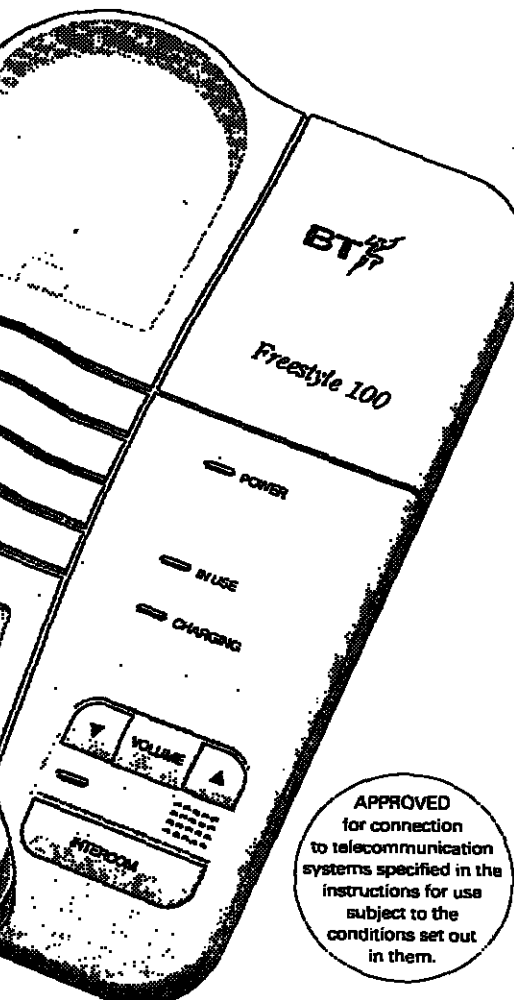 BT
Freestyle 100
POWER
IN USE
CHARGING
VOLUME
INTERCOM
APPROVED
for connection
to telecommunication
systems specified in the
instructions for use
subject to the
conditions set out
in them.